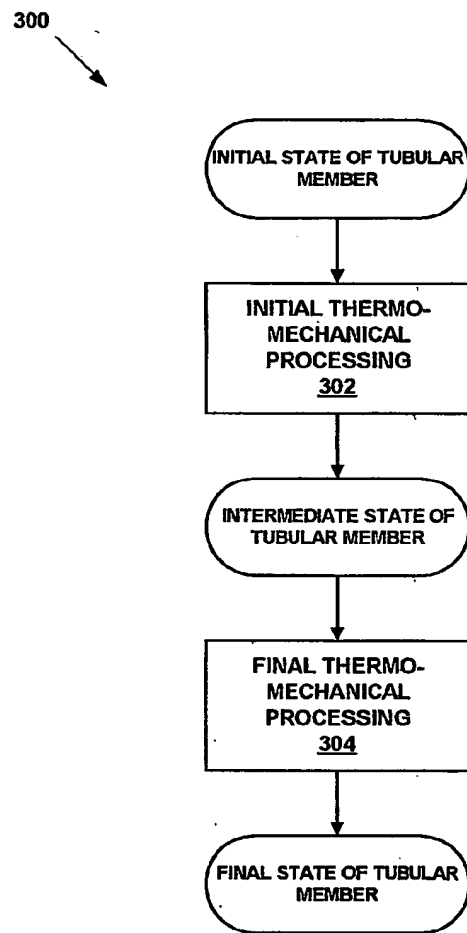 300
INITIAL STATE OF TUBULAR
MEMBER
INITIAL THERMO-
MECHANICAL
PROCESSING
302
INTERMEDIATE STATE OF
TUBULAR MEMBER
FINAL THERMO-
MECHANICAL
PROCESSING
304
FINAL STATE OF TUBULAR
MEMBER